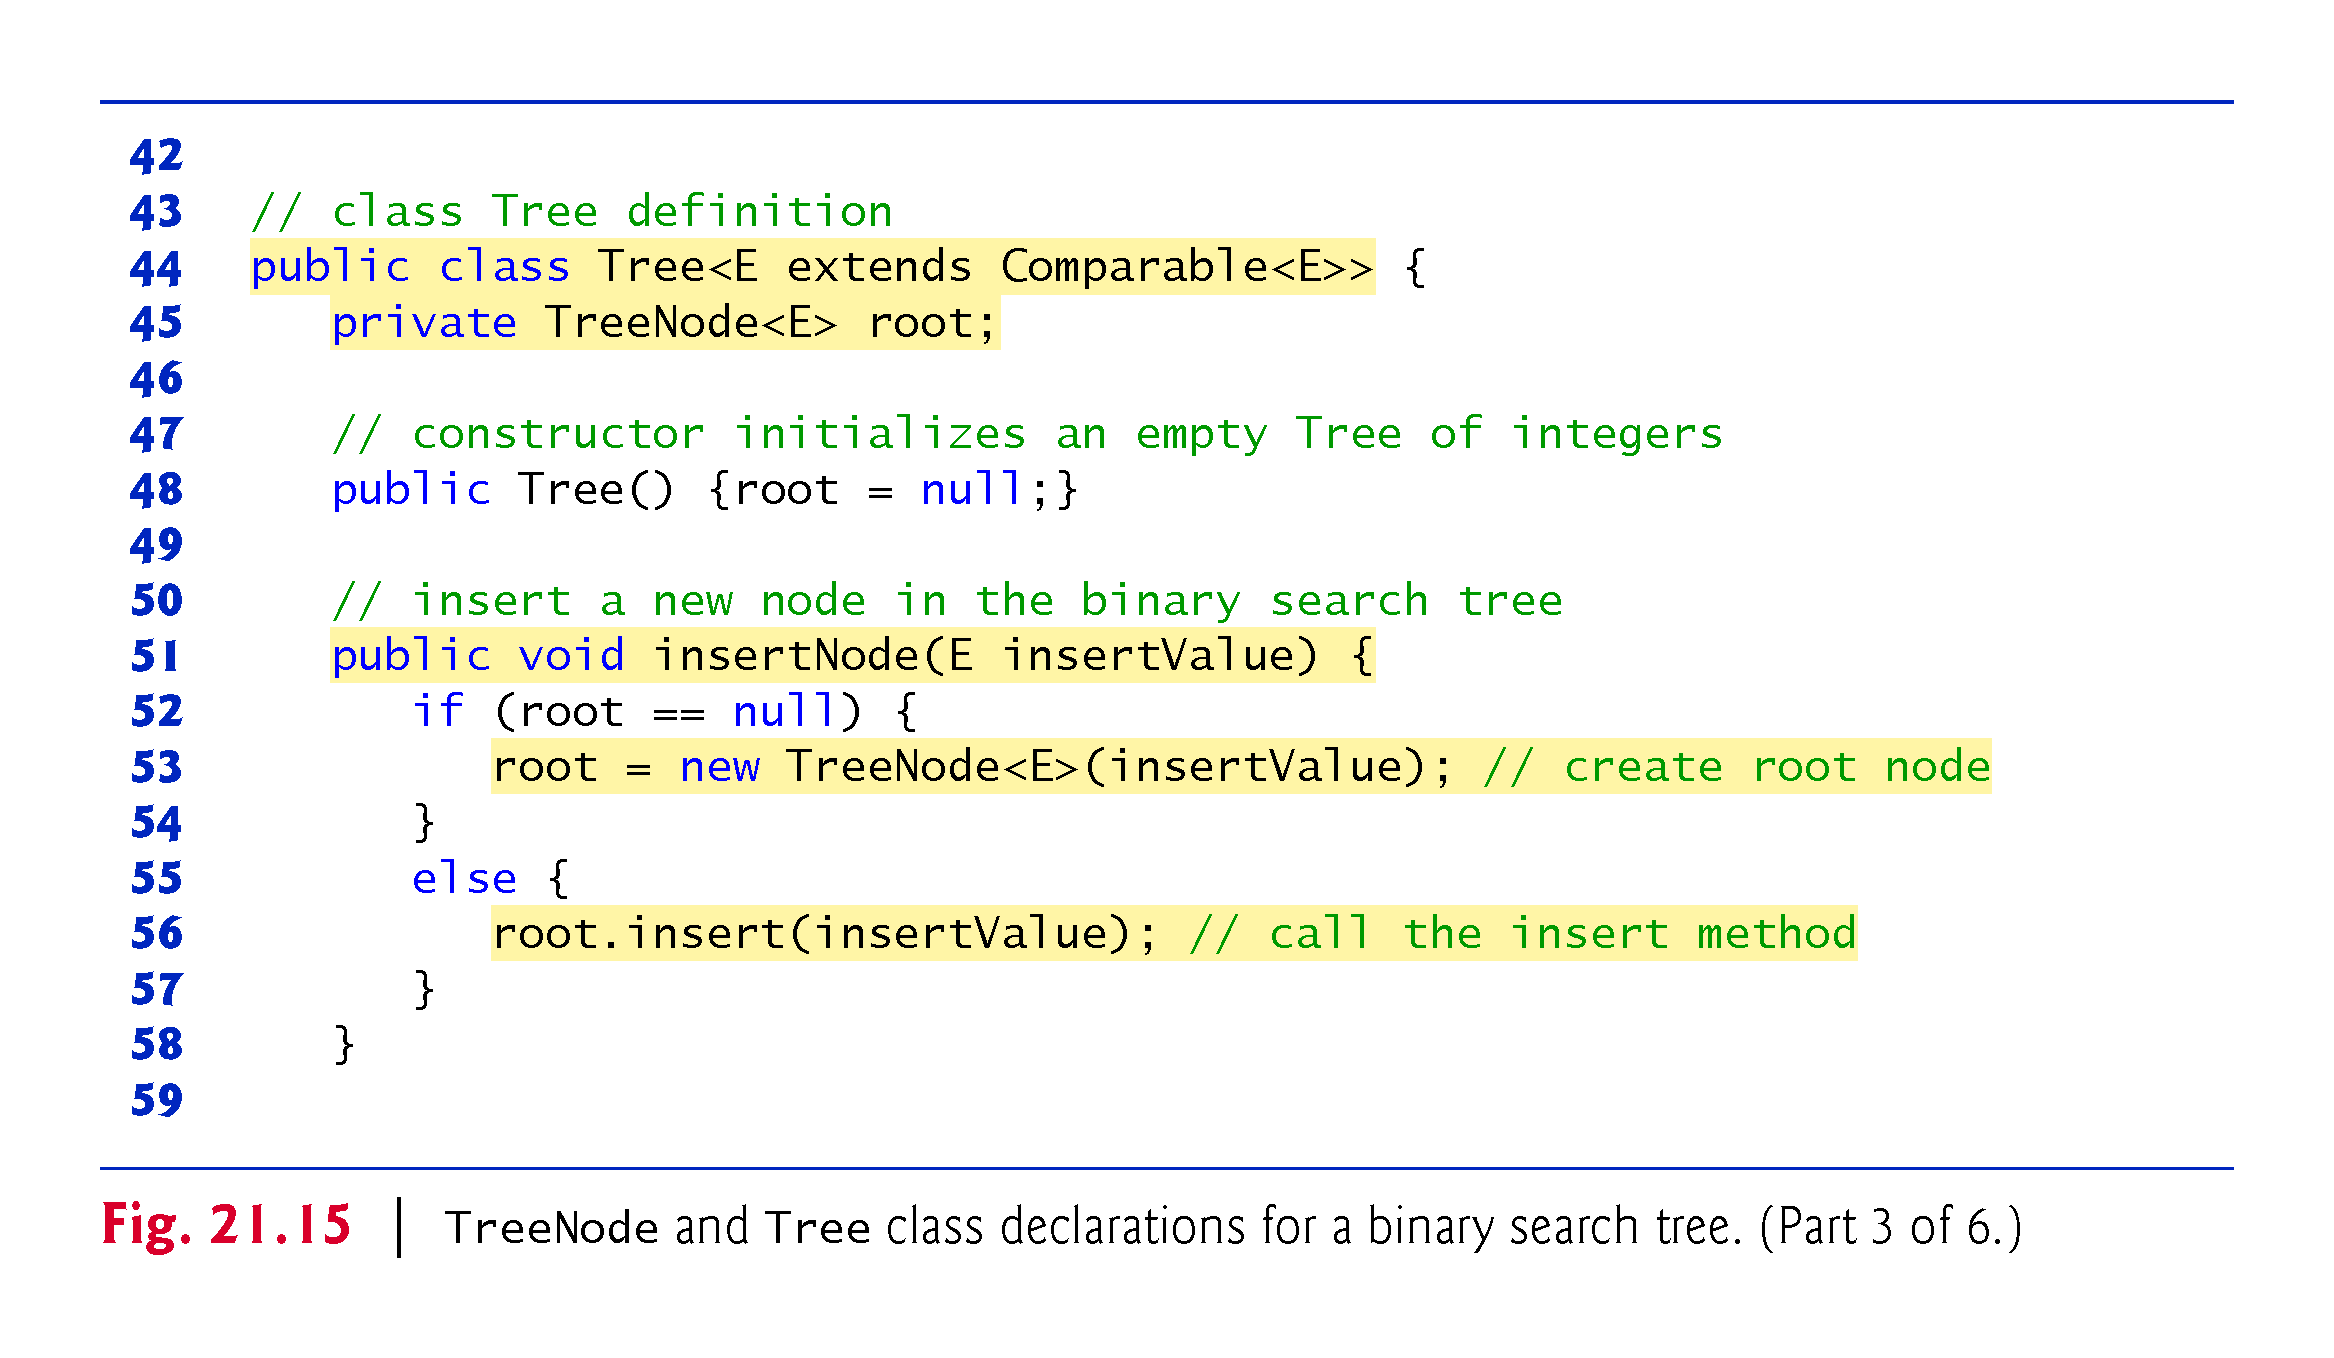 42
43 // class Tree definition
44 public class Tree<E extends Comparable<E>> {
45    private TreeNode<E> root;
46
47    // constructor initializes an empty Tree of integers
48    public Tree() {root = null;}
49
50    // insert a new node in the binary search tree
51    public void insertNode(E insertValue) {
52       if (root == null) {
53          root = new TreeNode<E>(insertValue); // create root node
54       }
55       else {
56          root.insert(insertValue); // call the insert method
57       }
58    }
59
Fig. 21.15 | TreeNode and Tree class declarations for a binary search tree. (Part 3 of 6.)